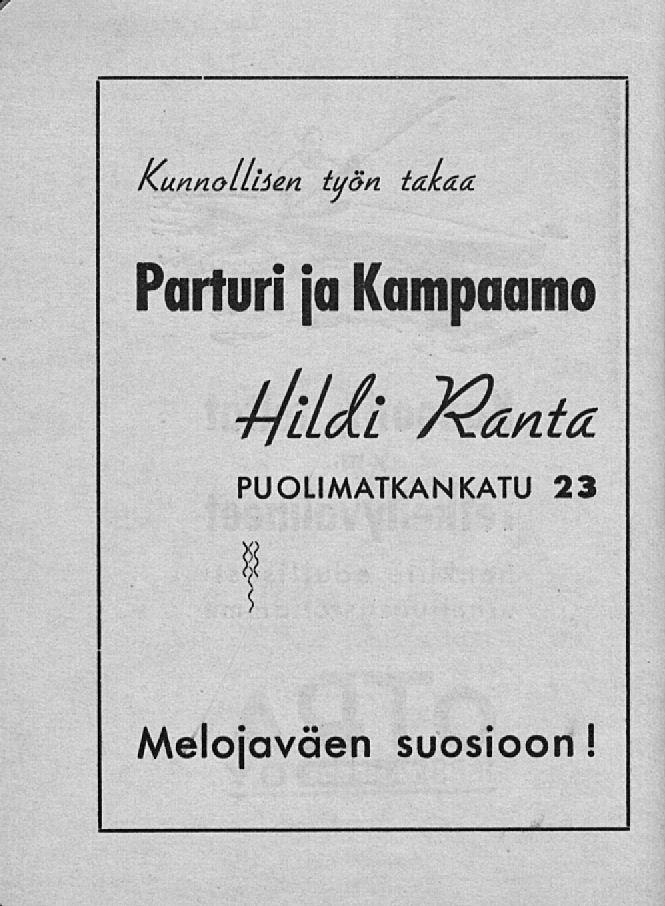 Kunnollisen työn takaa
Parturi ja Kampaamo
Hildi Ranta
PUOLIMATKANKATU 23
Melojaväen suosioon!